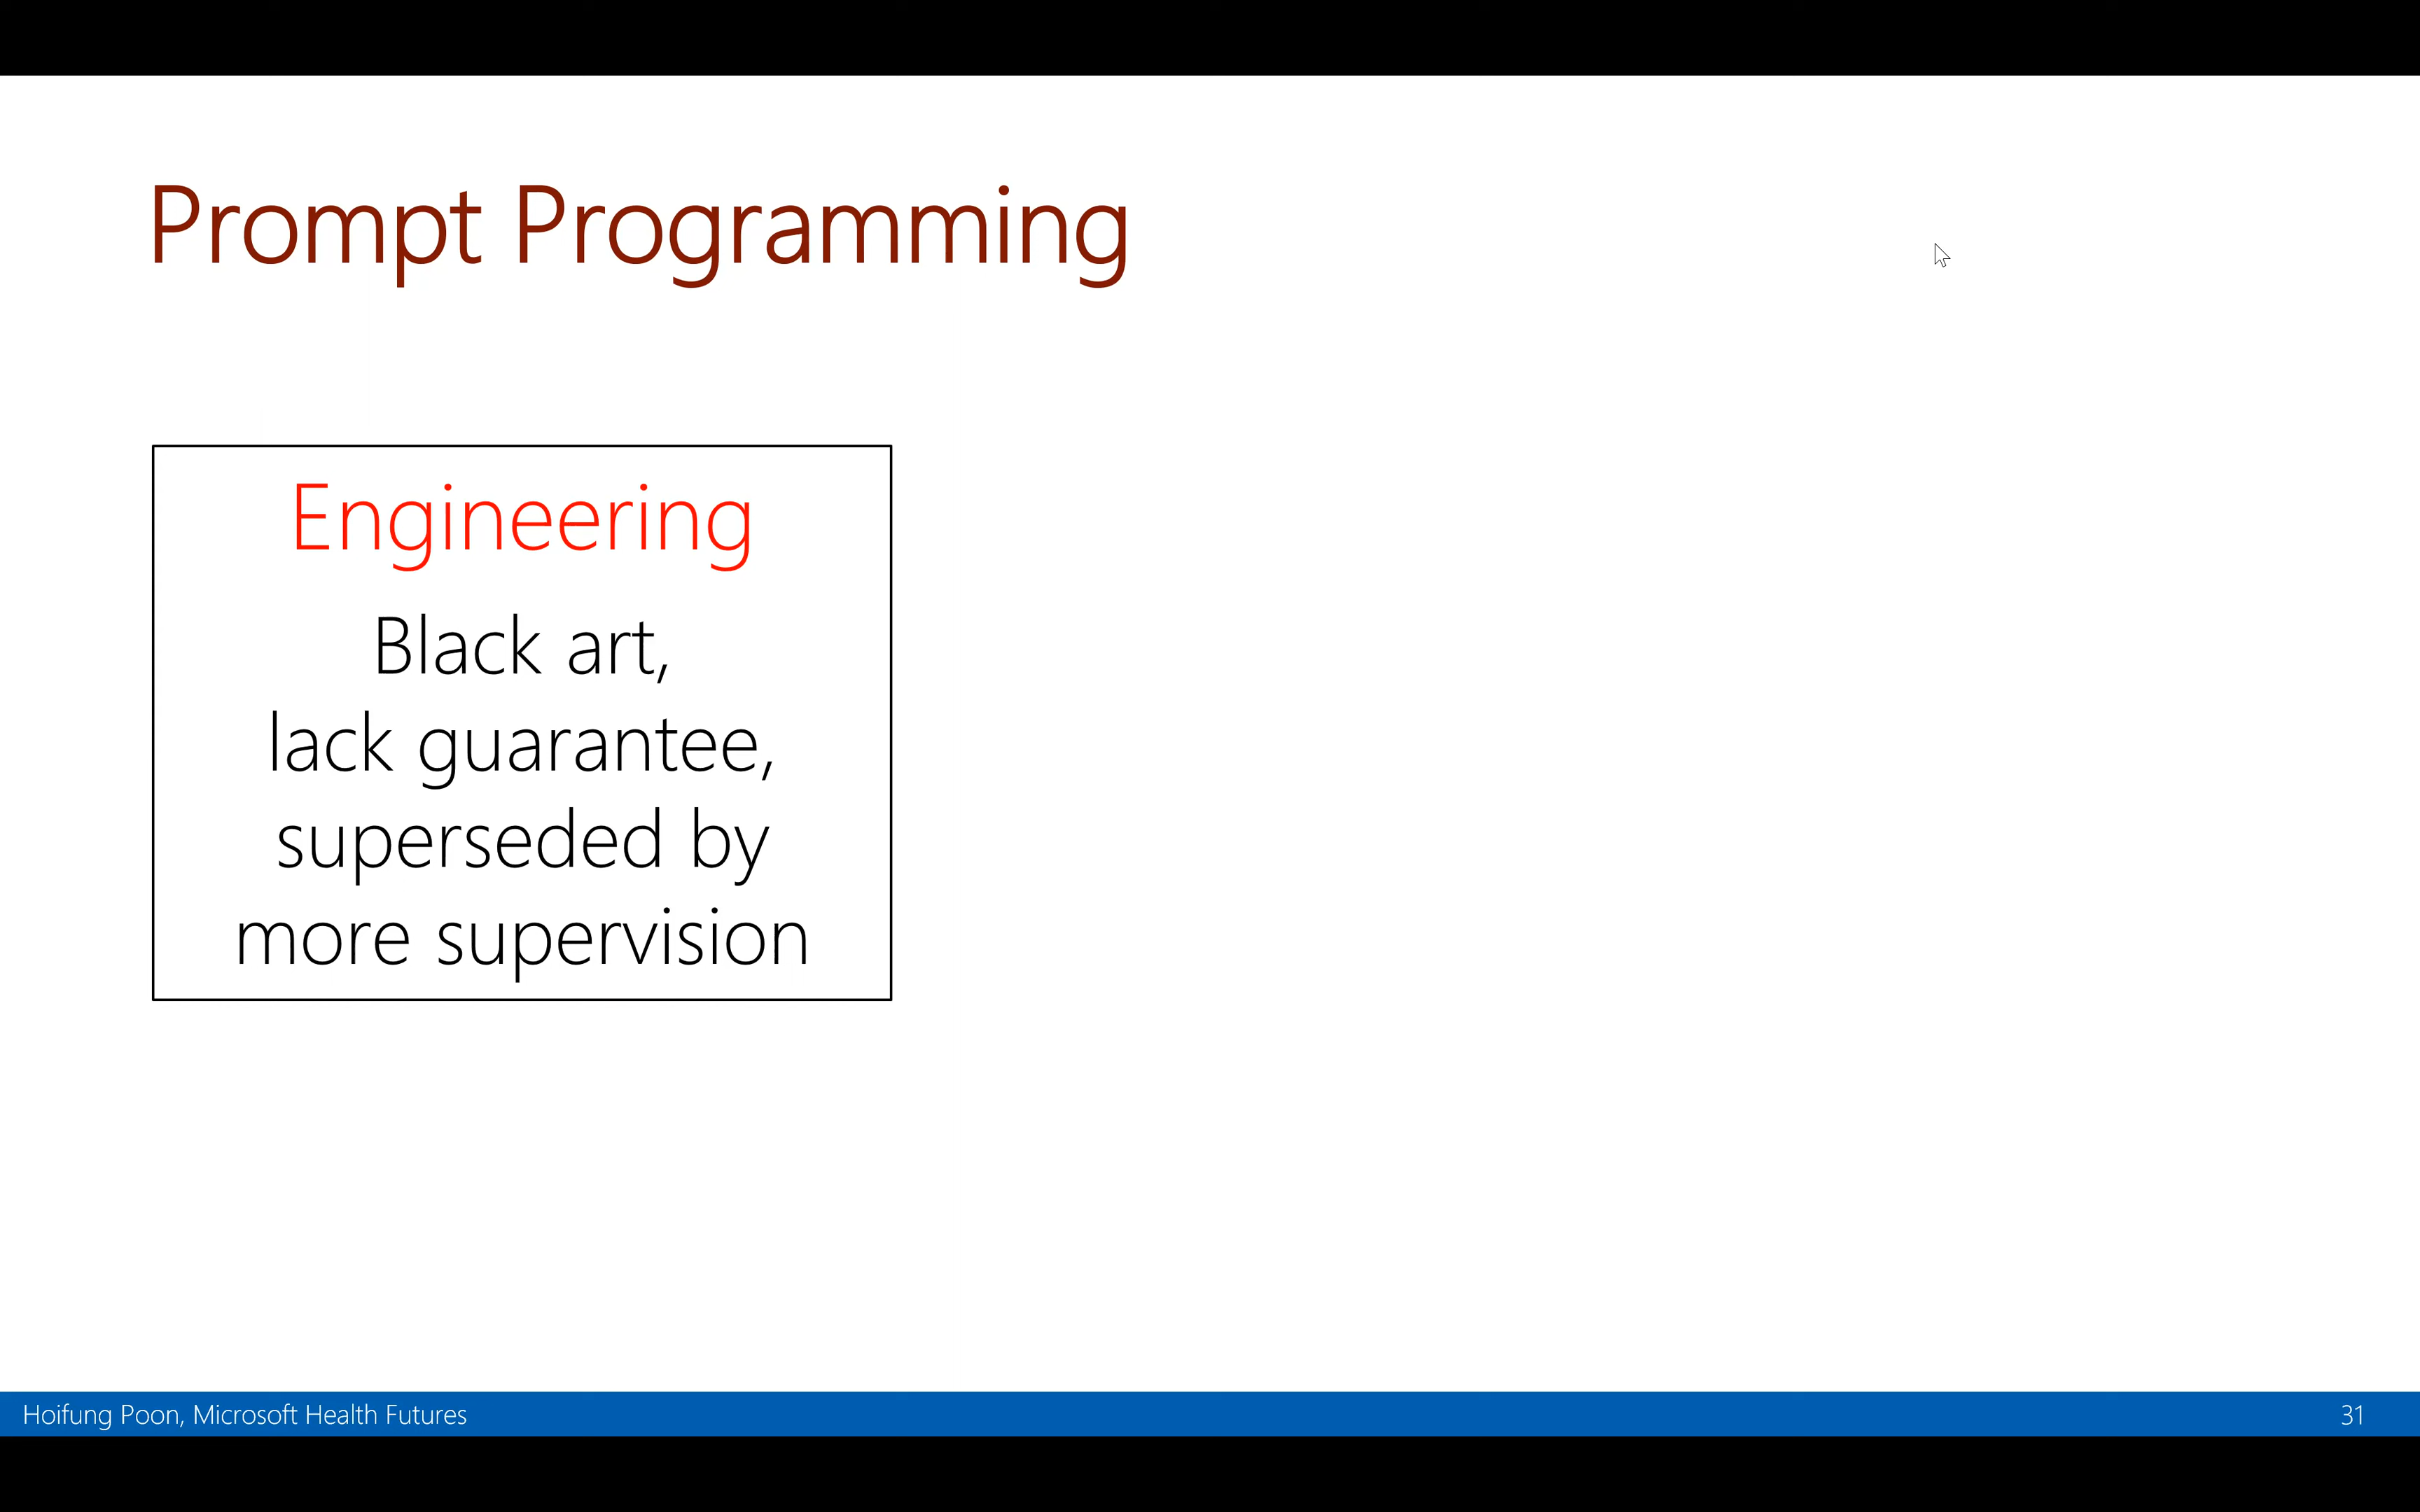 Prompt Programming
Engineering
Black art,
lack guarantee,
superseded by
more supervision
Hoifung Poon, Microsoft Health Futures
31